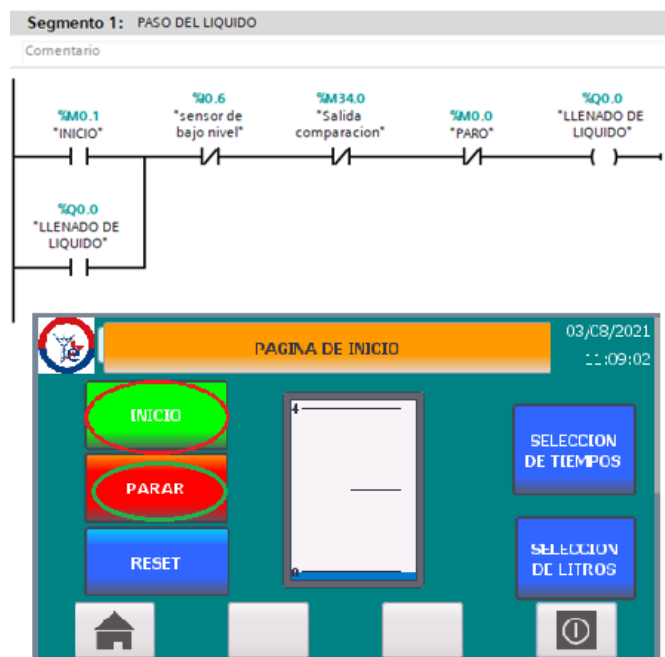 Segmento 1: PASO DEL LIQUIDO
Comentario
%M0.1
"INICIO"
%I0.6
"sensor de
bajo nivel"
%M34.0
"Salida
comparacion"
%M0.0
"PARO"
%Q0.0
"LLENADO DE
LIQUIDO"
%Q0.0
"LLENADO DE
LIQUIDO"
PAGINA DE INICIO
03/08/2021
11:09:02
INICIO
PARAR
RESET
4
0
SELECCION
DE TIEMPOS
SELECCION
DE LITROS